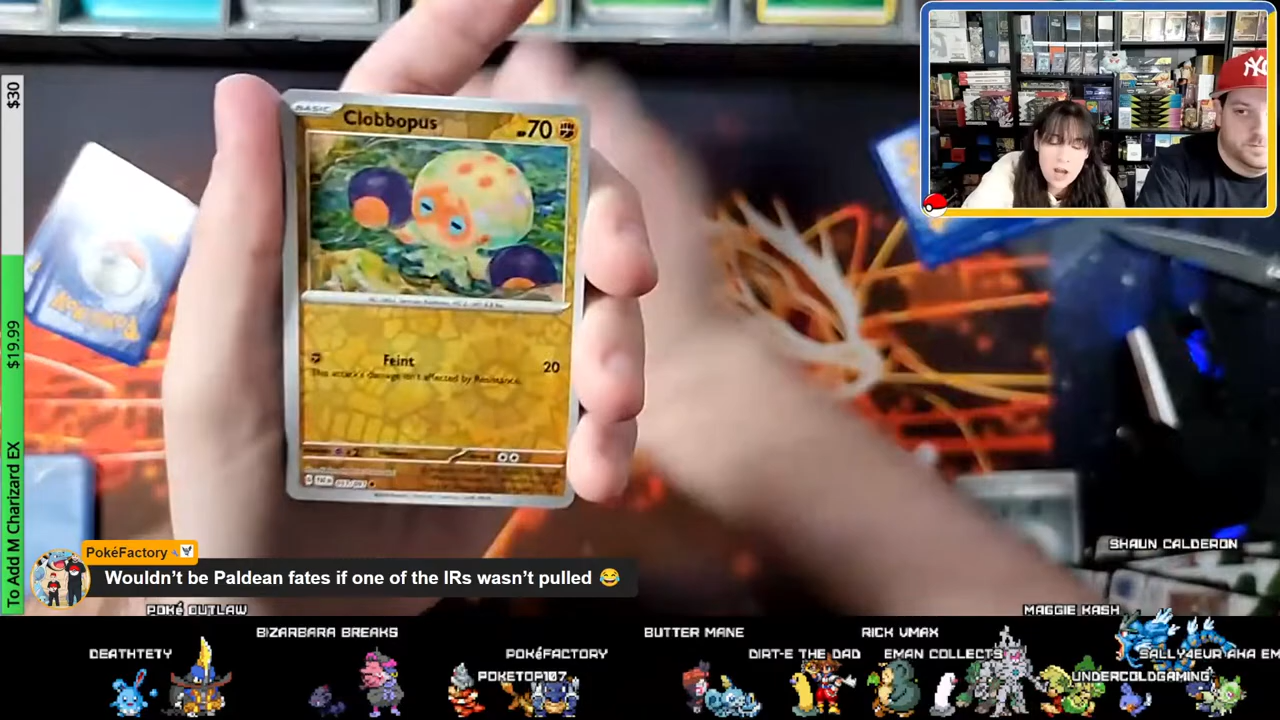 $30
$19.99
To Add M Charizard EX
BASIC
Clobbopus
70
Feint
20
This attack's damage isn't affected by Resistance.
PokéFactory
Wouldn't be Paldean fates if one of the IRs wasn't pulled 😂
SHAUN CALDERON
POKÉ OUTLAW
MAGGIE KASH
BIZARBARA BREAKS
BUTTER MANE
RICK VMAX
DEATHTETY
POKéFACTORY
DIRT-E THE DAD
EMAN COLLECTS
SALLY4EUR AKA EM
POKETOP107
UNDERCOLDGAMING